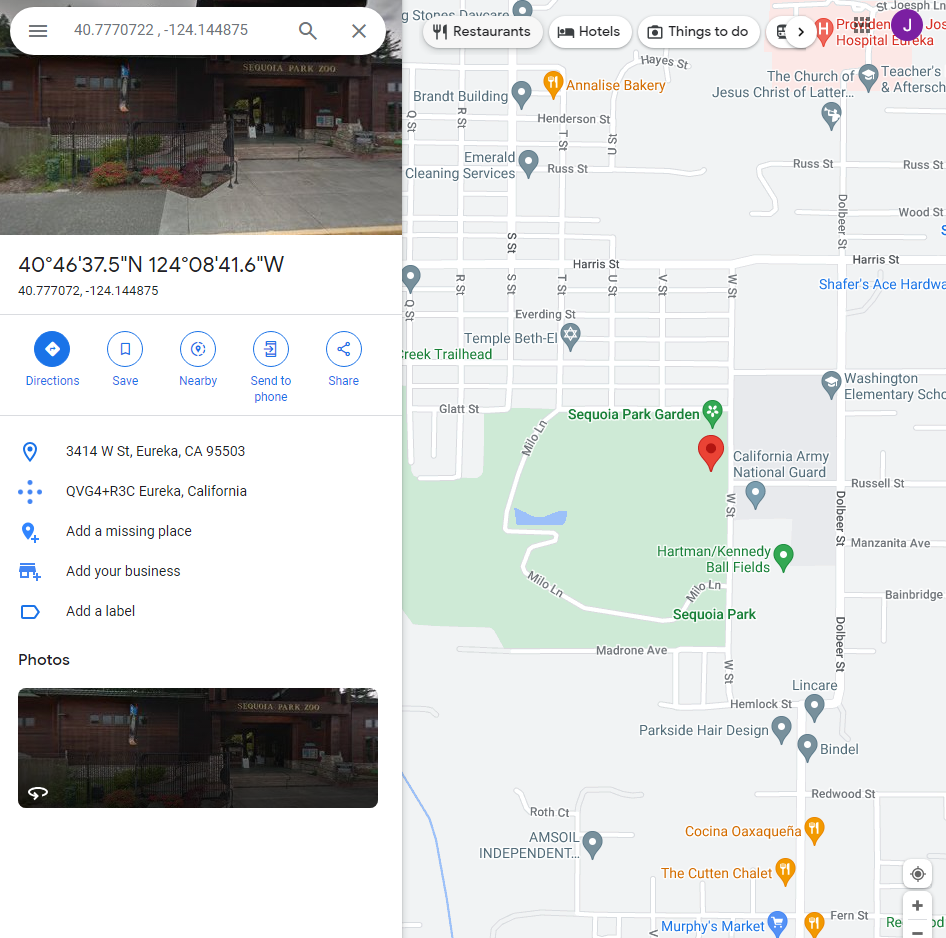 40.7770722 , -124.144875
SEQUOIA PARK ZOO
40°46'37.5"N 124°08'41.6"W
40.777072, -124.144875
Directions
Save
Nearby
Send to
phone
Share
3414 W St, Eureka, CA 95503
QVG4+R3C Eureka, California
Add a missing place
Add your business
Add a label
Photos
SEQUOIA PARK ZOO
g Stones Daycare
St Joseph Ln
Restaurants
Hotels
Things to do
J
Hospital Eureka
Hayes St
The Church of
Jesus Christ of Latter...
Teacher's
& Aftersch
Annalise Bakery
Brandt Building
Q St
R St
Henderson St
T St
U St
Emerald
Cleaning Services
Russ St
Russ St
Russ St
Wood St
Dolbeer St
S St
Harris St
Harris St
Shafer's Ace Hardwa
Q St
R St
S St
T St
U St
V St
W St
Everding St
Temple Beth-El
Creek Trailhead
Washington
Elementary Scho
Glatt St
Sequoia Park Garden
Milo Ln
California Army
National Guard
Russell St
W St
Dolbeer St
Manzanita Ave
Hartman/Kennedy
Ball Fields
Milo Ln
Milo Ln
Bainbridge
Sequoia Park
Dolbeer St
Madrone Ave
W St
Lincare
Hemlock St
Parkside Hair Design
Bindel
Redwood St
Roth Ct
Cocina Oaxaqueña
AMSOIL
INDEPENDENT...
The Cutten Chalet
Fern St
Murphy's Market